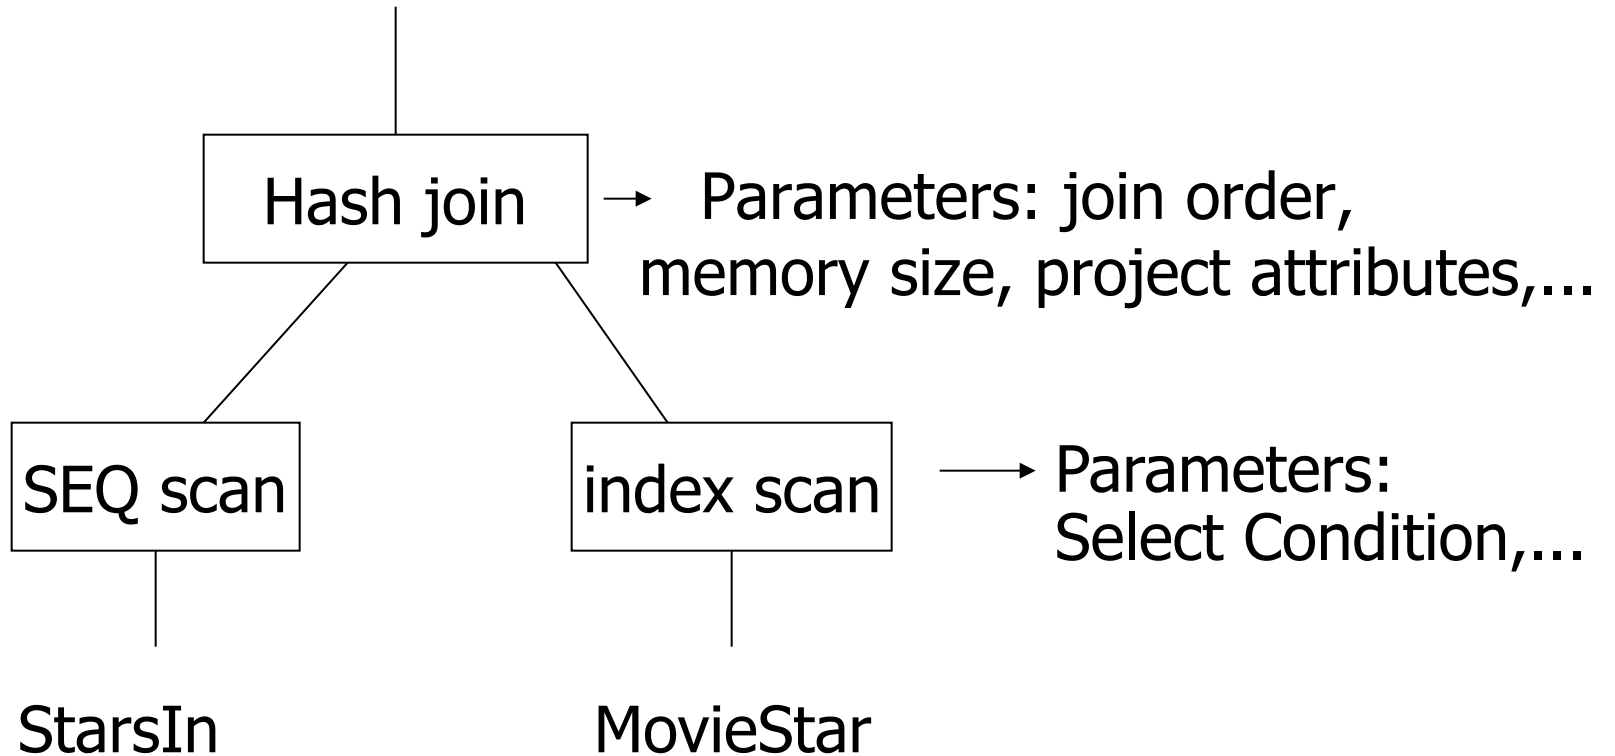 Hash join
Parameters: join order,
memory size, project attributes,...
SEQ scan
index scan
Parameters:
Select Condition,...
StarsIn
MovieStar